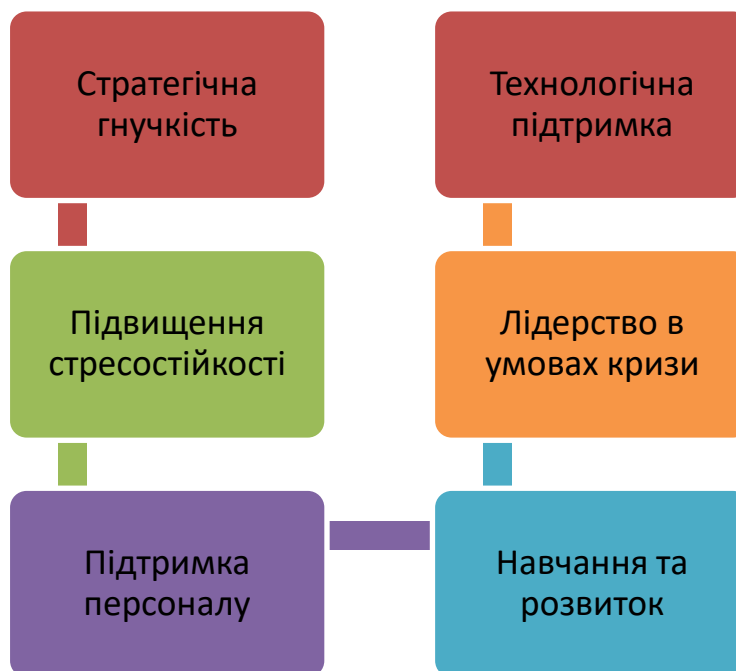 Стратегічна
гнучкість
Підвищення
стресостійкості
Підтримка
персоналу
Навчання та
розвиток
Лідерство в
умовах кризи
Технологічна
підтримка